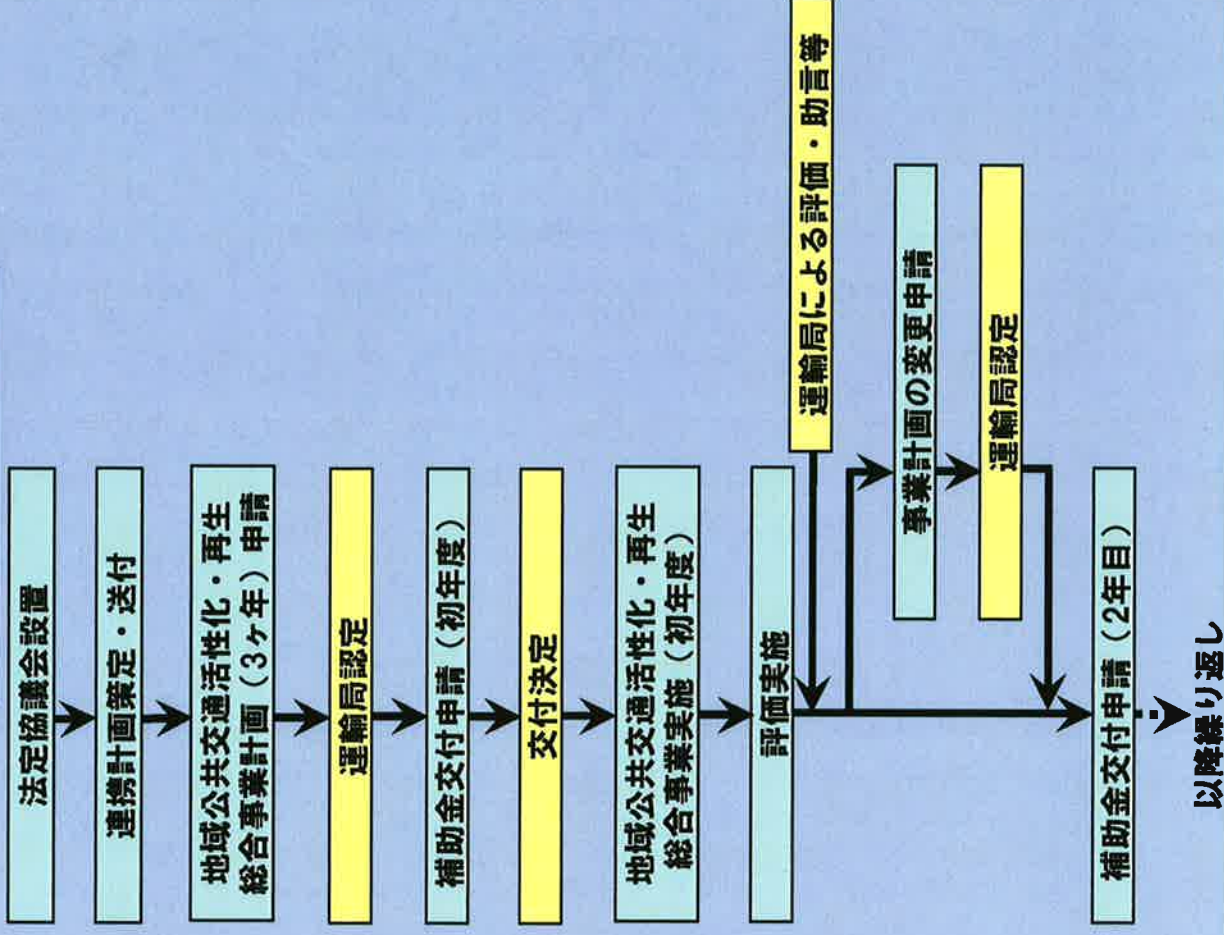 法定協議会設置
連携計画策定・送付
地域公共交通活性化・再生
総合事業計画（3ヶ年）申請
運輸局認定
補助金交付申請（初年度）
交付決定
地域公共交通活性化・再生
総合事業実施（初年度）
評価実施
運輸局による評価・助言等
事業計画の変更申請
運輸局認定
補助金交付申請（2年目）
以降繰り返し